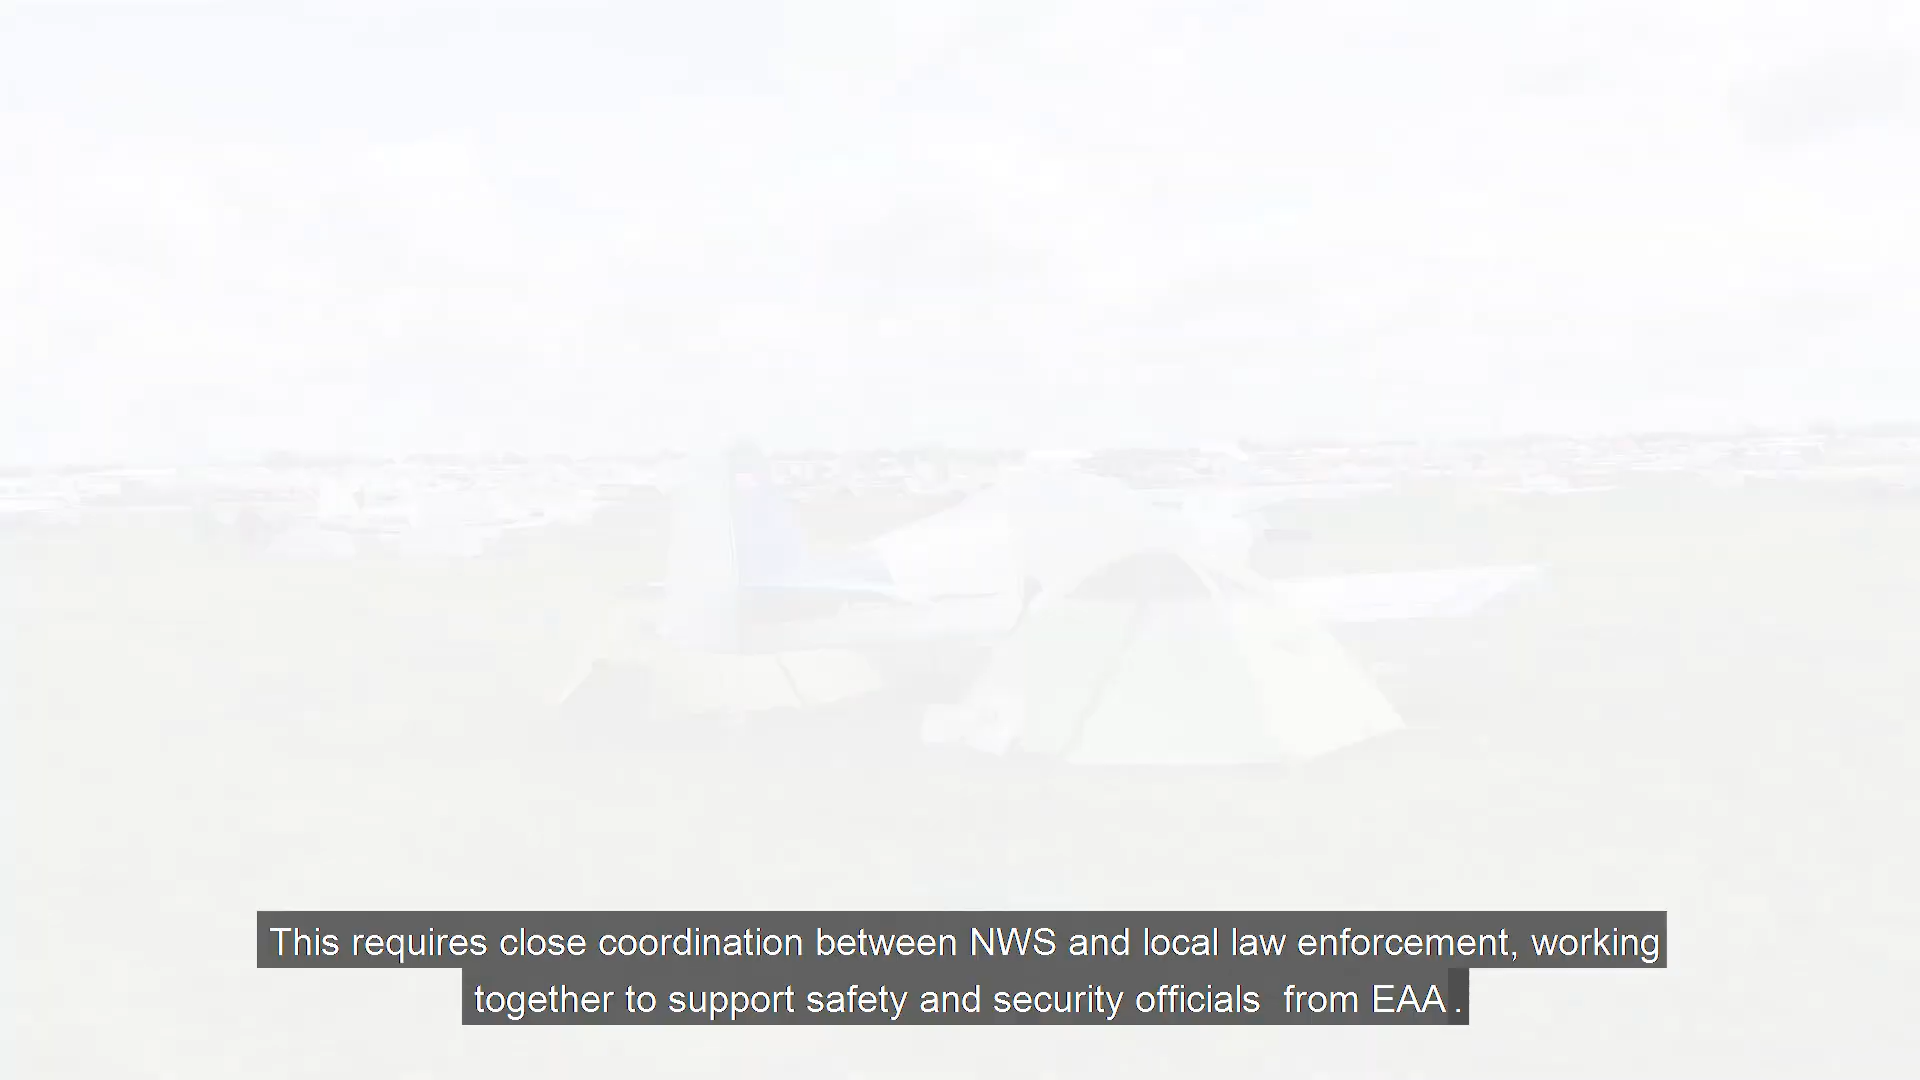 This requires close coordination between NWS and local law enforcement, working
together to support safety and security officials  from EAA .